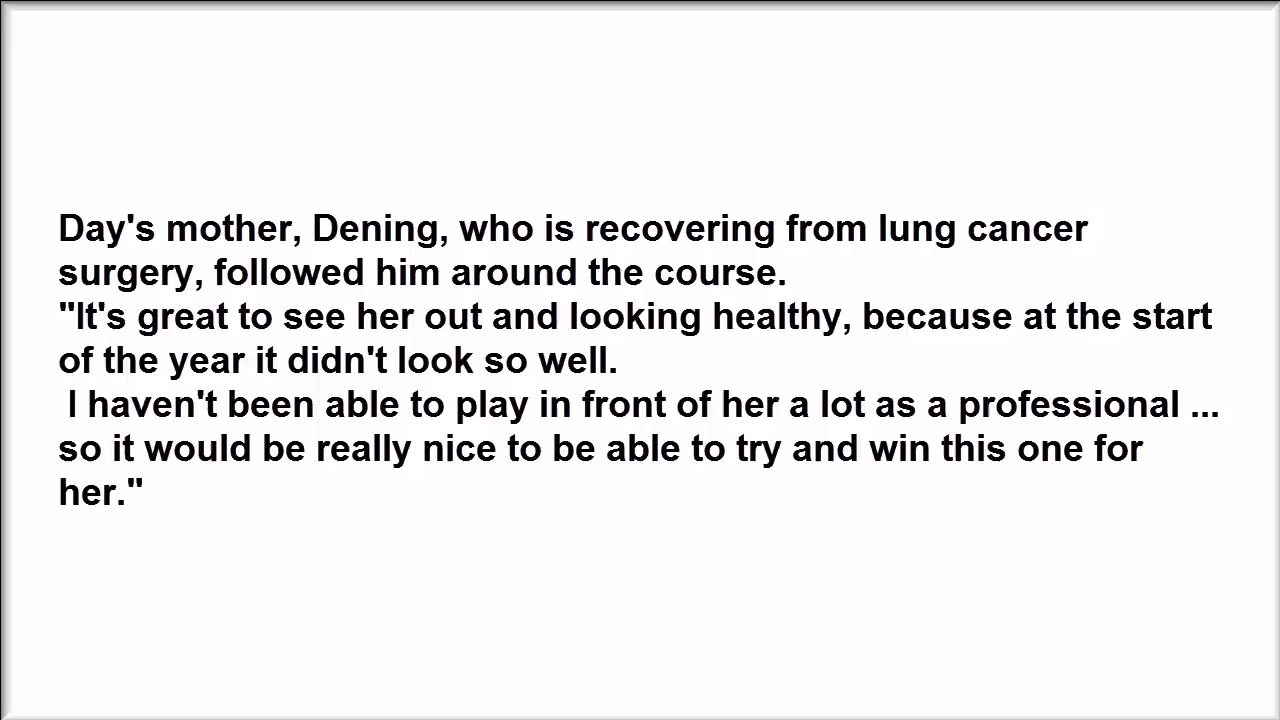 Day's mother, Dening, who is recovering from lung cancer
surgery, followed him around the course.
"It's great to see her out and looking healthy, because at the start
of the year it didn't look so well.
I haven't been able to play in front of her a lot as a professional ...
so it would be really nice to be able to try and win this one for
her."